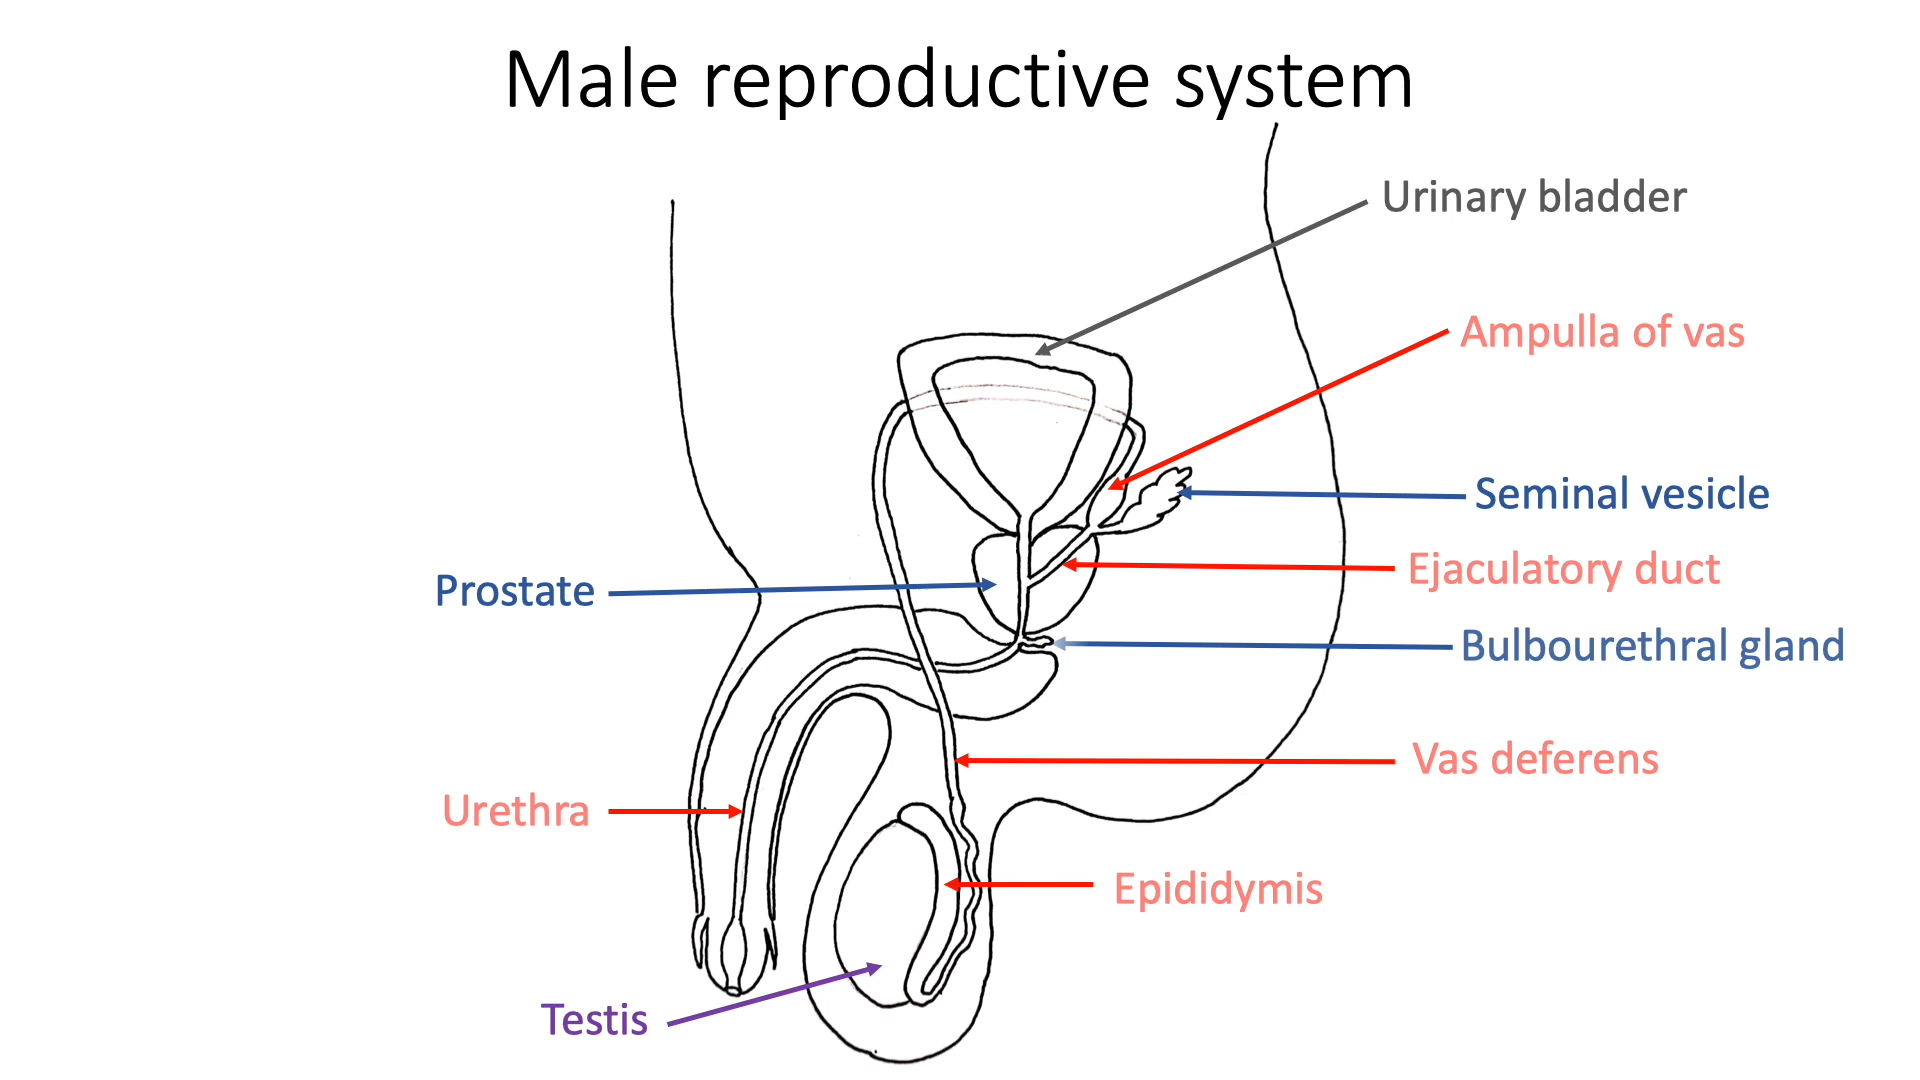 Male reproductive system
Urinary bladder
Ampulla of vas
Seminal vesicle
Ejaculatory duct
Prostate
Bulbourethral gland
Vas deferens
Urethra
Epididymis
Testis